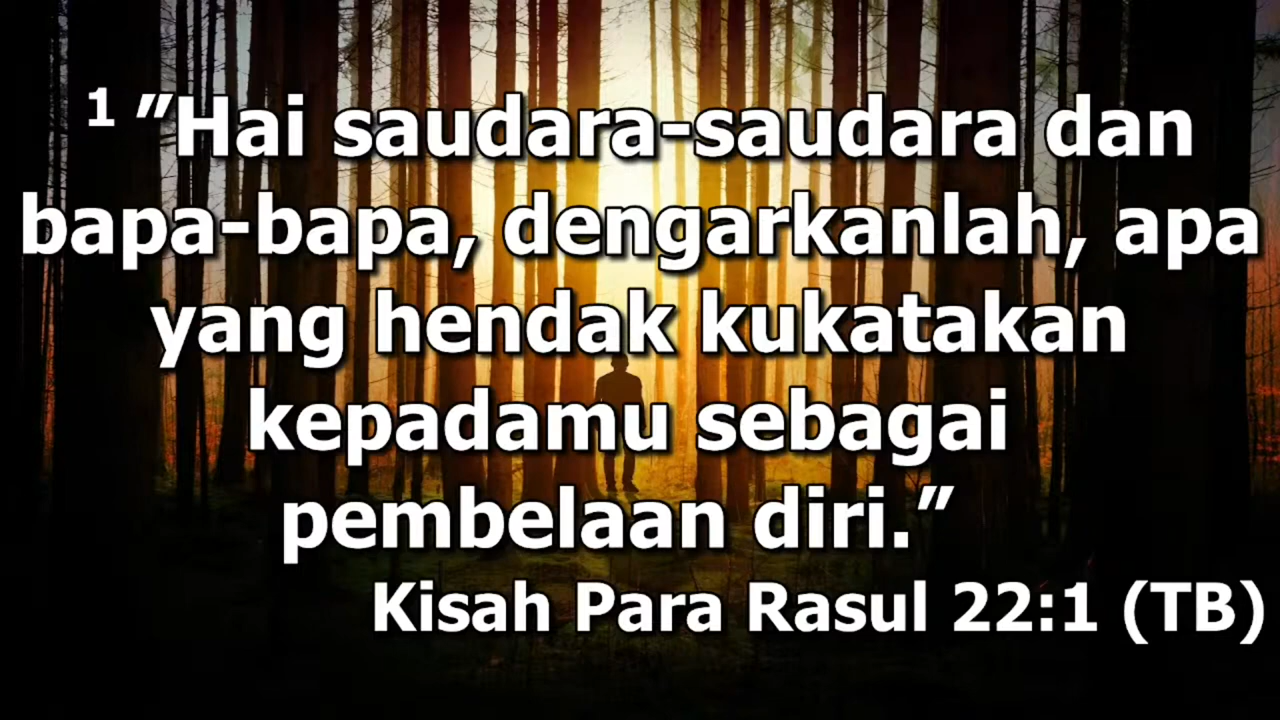 1 ”Hai saudara-saudara dan
bapa-bapa, dengarkanlah, apa
yang hendak kukatakan
kepadamu sebagai
pembelaan diri.”
Kisah Para Rasul 22:1 (TB)